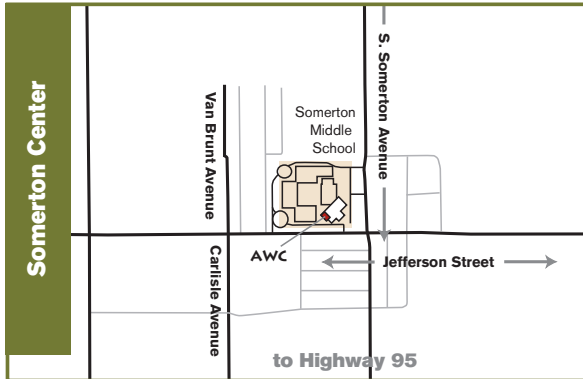 Somerton Center
S. Somerton Avenue
Van Brunt Avenue
Somerton
Middle
School
AWC
Carlisle Avenue
Jefferson Street
to Highway 95